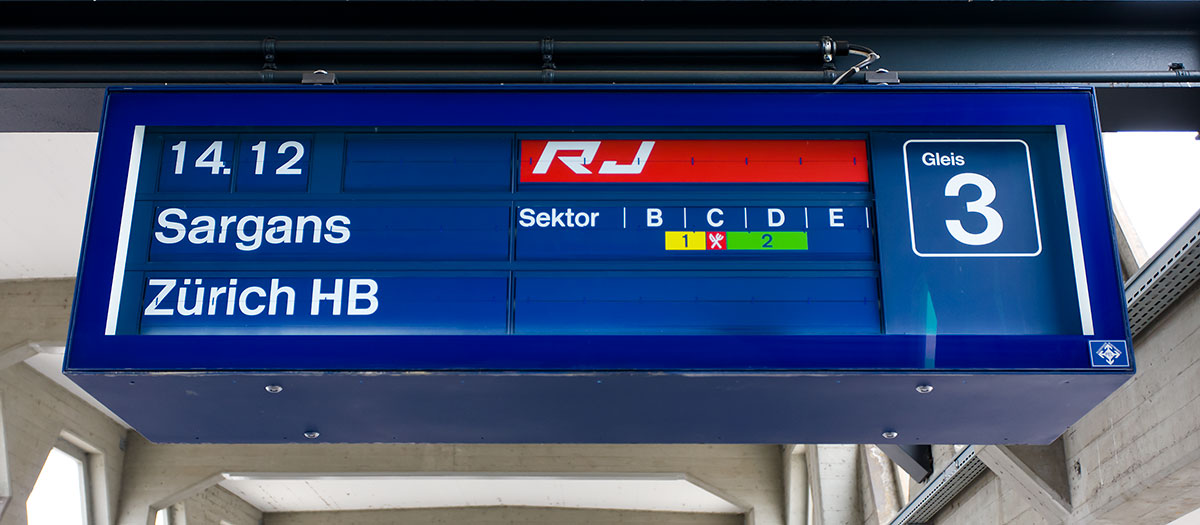 14.12 RJ
Sargans
Sektor | B | C | D | E |
1 2
Zürich HB
Gleis
3